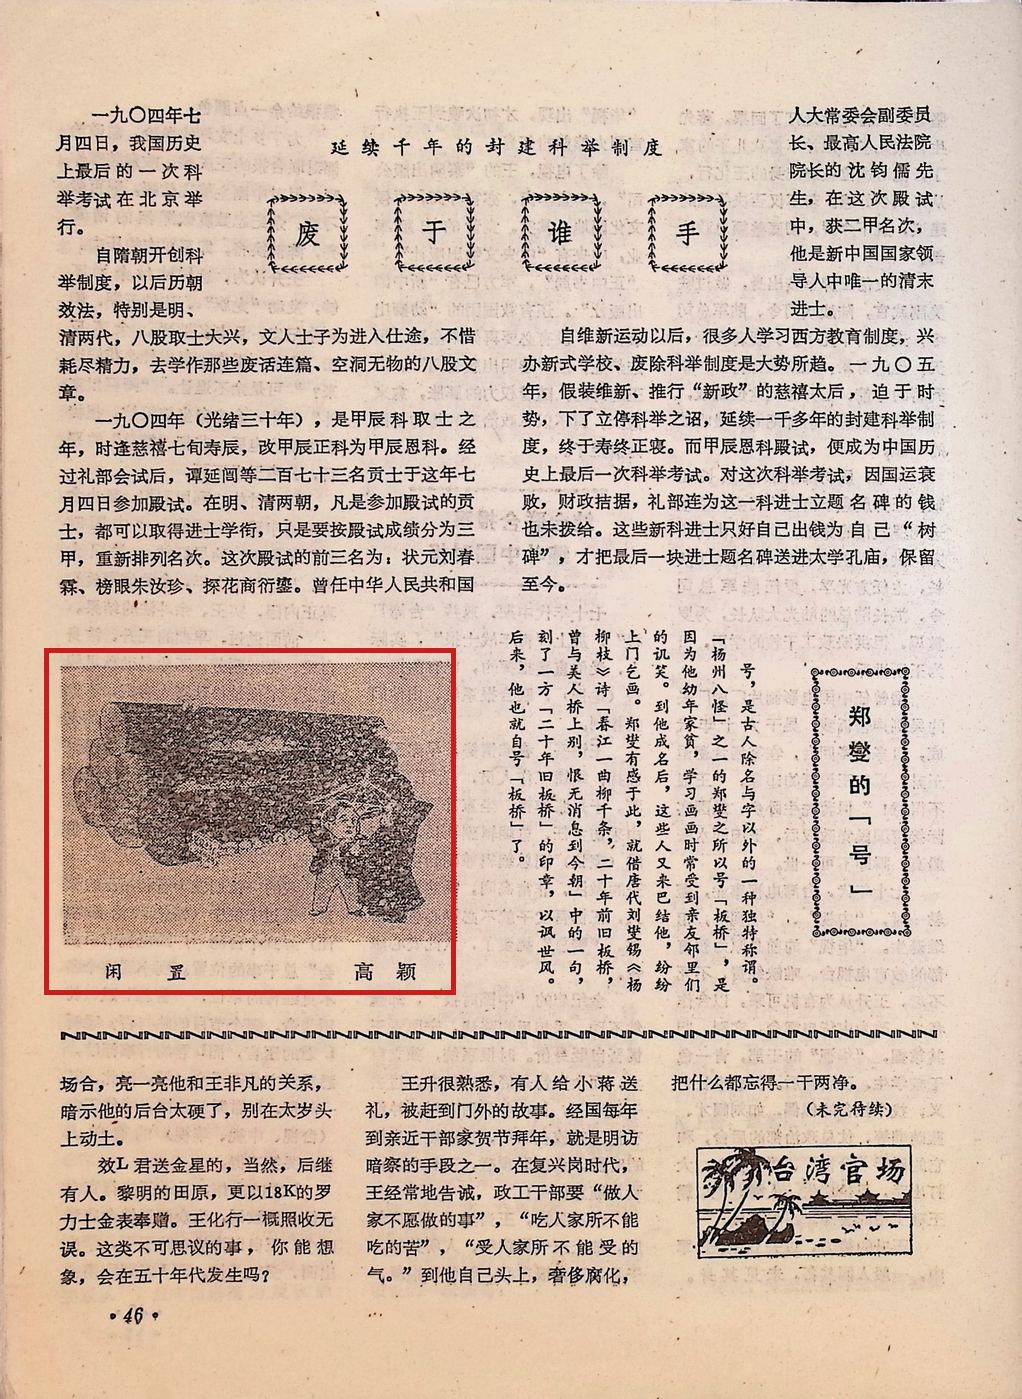 延续千年的封建科举制度
废于谁手
一九〇四年七
月四日，我国历史
上最后的一次科
举考试在北京举
行。
自隋朝开创科
举制度，以后历朝
效法，特别是明、
清两代，八股取士大兴，文人士子为进入仕途，不惜
耗尽精力，去学作那些废话连篇、空洞无物的八股文
章。
一九〇四年（光绪三十年），是甲辰科取士之
年，时逢慈禧七旬寿辰，改甲辰正科为甲辰恩科。经
过礼部会试后，谭延闿等二百七十三名贡士于这年七
月四日参加殿试。在明、清两朝，凡是参加殿试的贡
士，都可以取得进士学衔，只是要按殿试成绩分为三
甲，重新排列名次。这次殿试的前三名为：状元刘春
霖、榜眼朱汝珍、探花商衍鎏。曾任中华人民共和国
人大常委会副委员
长、最高人民法院
院长的沈钧儒先
生，在这次殿试
中，获二甲名次，
他是新中国国家领
导人中唯一的清末
进士。
自维新运动以后，很多人学习西方教育制度，兴
办新式学校、废除科举制度是大势所趋。一九〇五
年，假装维新、推行“新政”的慈禧太后，迫于时
势，下了立停科举之诏，延续一千多年的封建科举制
度，终于寿终正寝。而甲辰恩科殿试，便成为中国历
史上最后一次科举考试。对这次科举考试，因国运衰
败，财政拮据，礼部连为这一科进士立题名碑的钱
也未拨给。这些新科进士只好自己出钱为自己“树
碑”，才把最后一块进士题名碑送进太学孔庙，保留
至今。
郑燮的「号」
号，是古人除名与字以外的一种独特称谓。
「杨州八怪」之一的郑燮之所以号「板桥」，是
因为他幼年家贫，学习画画时常受到亲友邻里们
的讥笑。到他成名后，这些人又来巴结他，纷纷
上门乞画。郑燮有感于此，就借唐代刘燮锡《杨
柳枝》诗「春江一曲柳千条，二十年前旧板桥，
曾与美人桥上别，恨无消息到今朝」中的一句，
刻了一方「二十年旧板桥」的印章，以讽世风。
后来，他也就自号「板桥」了。
闲置 高颖
场合，亮一亮他和王非凡的关系，
暗示他的后台太硬了，别在太岁头
上动土。
效L君送金星的，当然，后继
有人。黎明的田原，更以18K的罗
力士金表奉赠。王化行一概照收无
误。这类不可思议的事，你能想
象，会在五十年代发生吗？
王升很熟悉，有人给小蒋送
礼，被赶到门外的故事。经国每年
到亲近干部家贺节拜年，就是明访
暗察的手段之一。在复兴岗时代，
王经常地告诫，政工干部要“做人
家不愿做的事”，“吃人家所不能
吃的苦”，“受人家所不能受的
气。”到他自己头上，奢侈腐化，
把什么都忘得一干两净。
（未完待续）
台湾官场
·46·